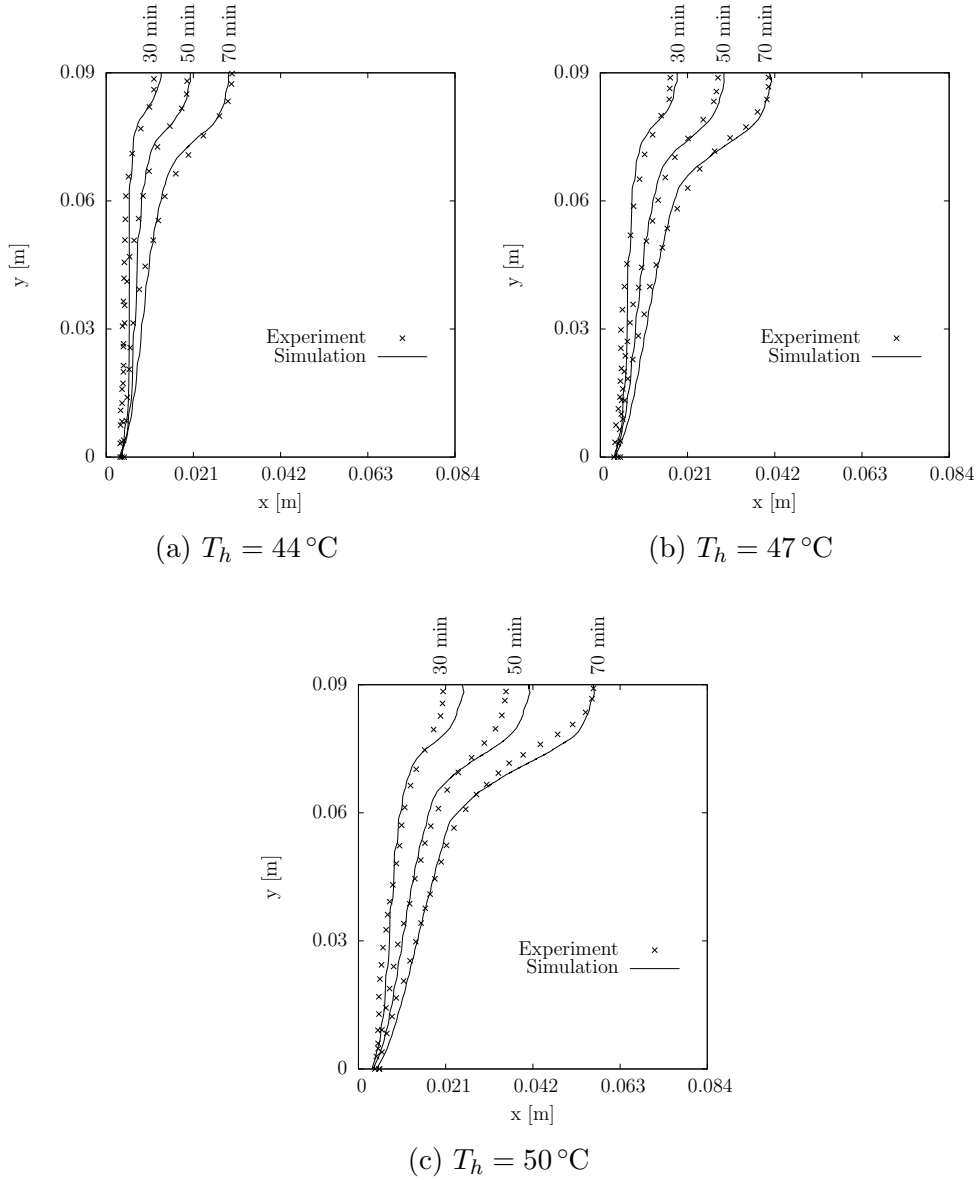 30 min
50 min
70 min
0.09
0.06
0.03
0
y [m]
Experiment
Simulation
0 0.021 0.042 0.063 0.084
x [m]
(a) T_h = 44 °C
30 min
50 min
70 min
0.09
0.06
0.03
0
y [m]
Experiment
Simulation
0 0.021 0.042 0.063 0.084
x [m]
(b) T_h = 47 °C
30 min
50 min
70 min
0.09
0.06
0.03
0
y [m]
Experiment
Simulation
0 0.021 0.042 0.063 0.084
x [m]
(c) T_h = 50 °C